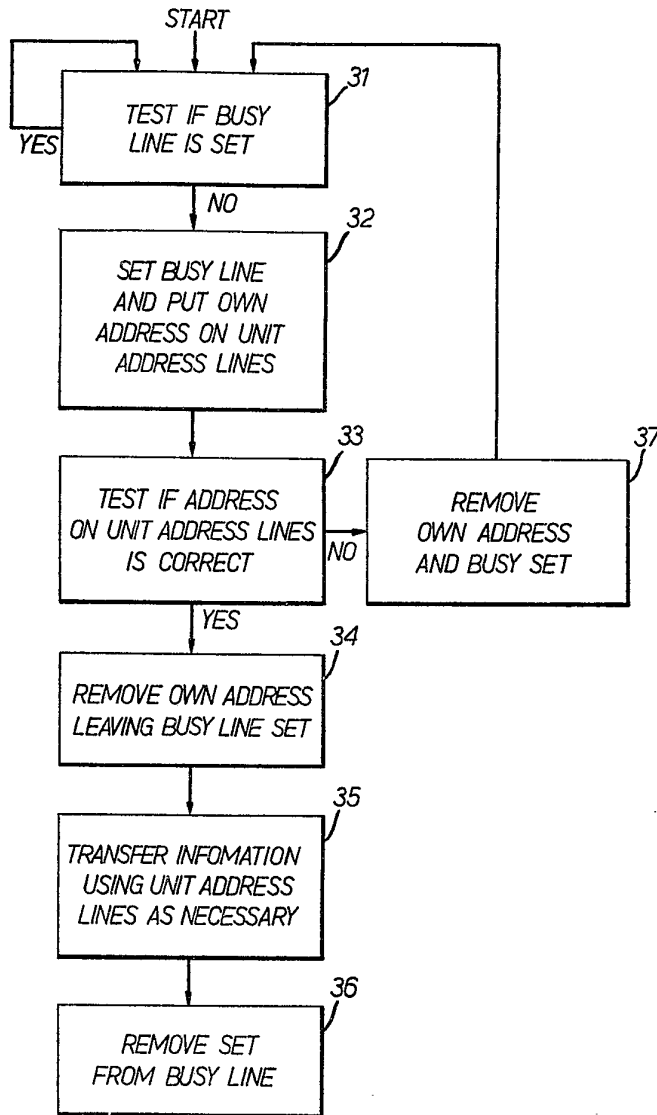 START
31
TEST IF BUSY
LINE IS SET
YES
NO
32
SET BUSY LINE
AND PUT OWN
ADDRESS ON UNIT
ADDRESS LINES
33
TEST IF ADDRESS
ON UNIT ADDRESS LINES
IS CORRECT
NO
37
REMOVE
OWN ADDRESS
AND BUSY SET
YES
34
REMOVE OWN ADDRESS
LEAVING BUSY LINE SET
35
TRANSFER INFOMATION
USING UNIT ADDRESS
LINES AS NECESSARY
36
REMOVE SET
FROM BUSY LINE